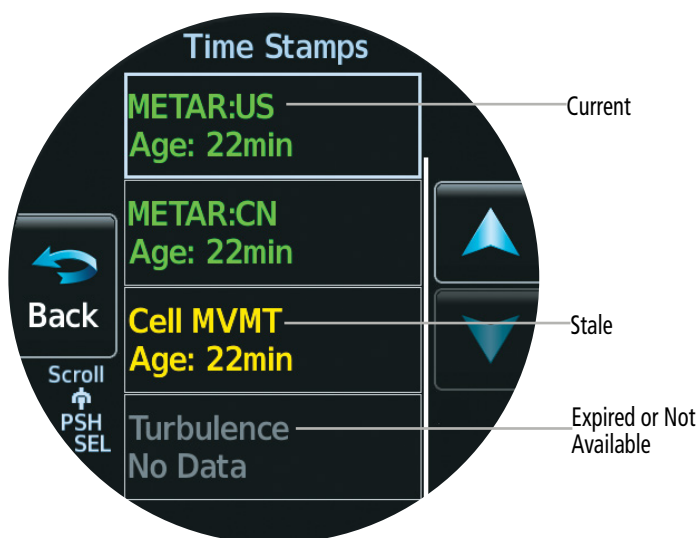 Time Stamps
METAR:US
Age: 22min
Current
METAR:CN
Age: 22min
Back
Cell MVMT
Age: 22min
Stale
Scroll
PSH
SEL
Turbulence
No Data
Expired or Not
Available